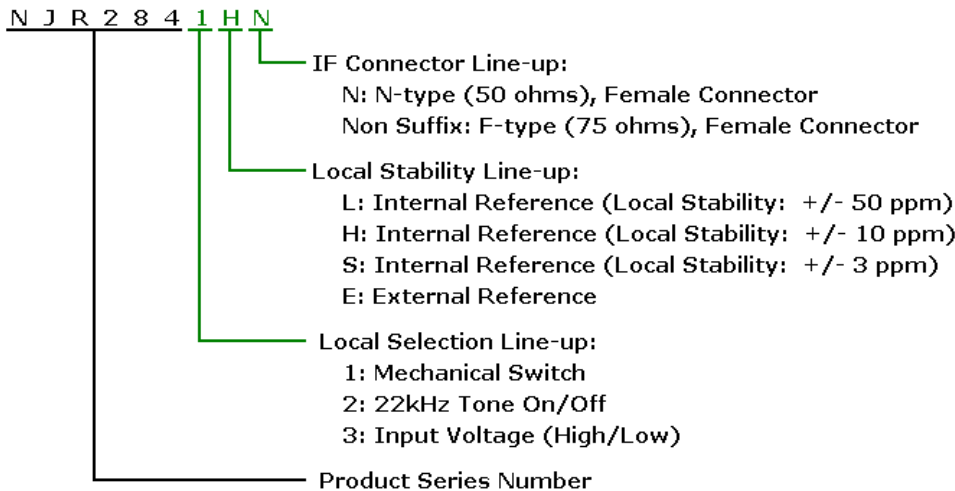 N J R 2 8 4 1 H N
IF Connector Line-up:
N: N-type (50 ohms), Female Connector
Non Suffix: F-type (75 ohms), Female Connector
Local Stability Line-up:
L: Internal Reference (Local Stability: +/- 50 ppm)
H: Internal Reference (Local Stability: +/- 10 ppm)
S: Internal Reference (Local Stability: +/- 3 ppm)
E: External Reference
Local Selection Line-up:
1: Mechanical Switch
2: 22kHz Tone On/Off
3: Input Voltage (High/Low)
Product Series Number